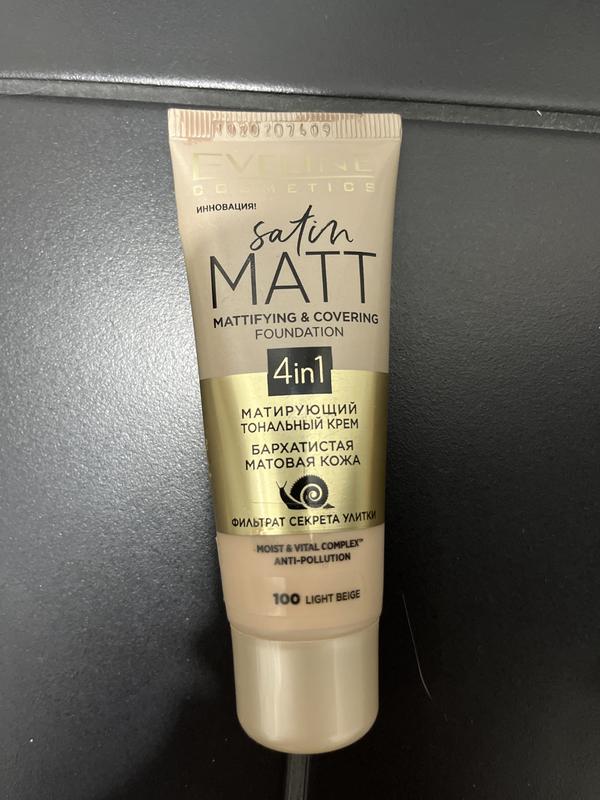 EVELINE
COSMETICS
ИННОВАЦИЯ!
satin
MATT
MATTIFYING & COVERING
FOUNDATION
4in1
МАТИРУЮЩИЙ
ТОНАЛЬНЫЙ КРЕМ
БАРХАТИСТАЯ
МАТОВАЯ КОЖА
ФИЛЬТРАТ СЕКРЕТА УЛИТКИ
MOIST & VITAL COMPLEX™
ANTI-POLLUTION
100 LIGHT BEIGE